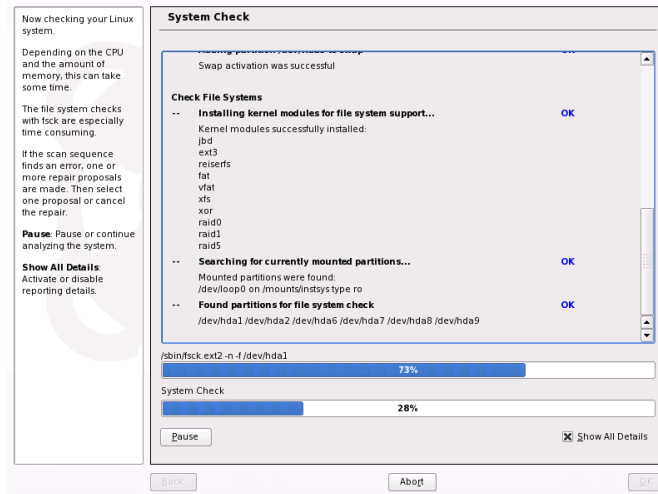 Now checking your Linux
system.
Depending on the CPU
and the amount of
memory, this can take
some time.
The file system checks
with fsck are especially
time consuming.
If the scan sequence
finds an error, one or
more repair proposals
are made. Then select
one proposal or cancel
the repair.
Pause: Pause or continue
analyzing the system.
Show All Details:
Activate or disable
reporting details.
System Check
OK
Swap activation was successful
Check File Systems
-- Installing kernel modules for file system support... OK
Kernel modules successfully installed:
jbd
ext3
reiserfs
fat
vfat
xfs
xor
raid0
raid1
raid5
-- Searching for currently mounted partitions... OK
Mounted partitions were found:
/dev/loop0 on /mounts/instsys type ro
-- Found partitions for file system check OK
/dev/hda1 /dev/hda2 /dev/hda6 /dev/hda7 /dev/hda8 /dev/hda9
/sbin/fsck.ext2 -n -f /dev/hda1
73%
System Check
28%
Pause
Show All Details
Back
Abort
OK